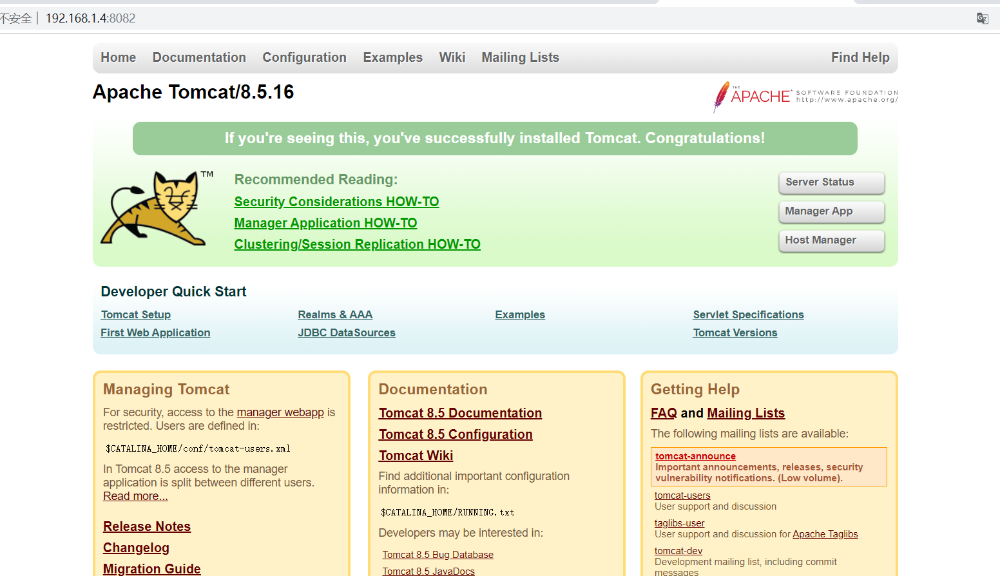 不安全 | 192.168.1.4:8082
Home Documentation Configuration Examples Wiki Mailing Lists Find Help
Apache Tomcat/8.5.16
THE
APACHE® SOFTWARE FOUNDATION
http://www.apache.org/
If you're seeing this, you've successfully installed Tomcat. Congratulations!
TM
Recommended Reading:
Security Considerations HOW-TO
Manager Application HOW-TO
Clustering/Session Replication HOW-TO
Server Status
Manager App
Host Manager
Developer Quick Start
Tomcat Setup
First Web Application
Realms & AAA
JDBC DataSources
Examples
Servlet Specifications
Tomcat Versions
Managing Tomcat
For security, access to the manager webapp is
restricted. Users are defined in:
$CATALINA_HOME/conf/tomcat-users.xml
In Tomcat 8.5 access to the manager
application is split between different users.
Read more...
Release Notes
Changelog
Migration Guide
Documentation
Tomcat 8.5 Documentation
Tomcat 8.5 Configuration
Tomcat Wiki
Find additional important configuration
information in:
$CATALINA_HOME/RUNNING.txt
Developers may be interested in:
Tomcat 8.5 Bug Database
Tomcat 8.5 JavaDocs
Getting Help
FAQ and Mailing Lists
The following mailing lists are available:
tomcat-announce
Important announcements, releases, security
vulnerability notifications. (Low volume).
tomcat-users
User support and discussion
taglibs-user
User support and discussion for Apache Taglibs
tomcat-dev
Development mailing list, including commit
messages